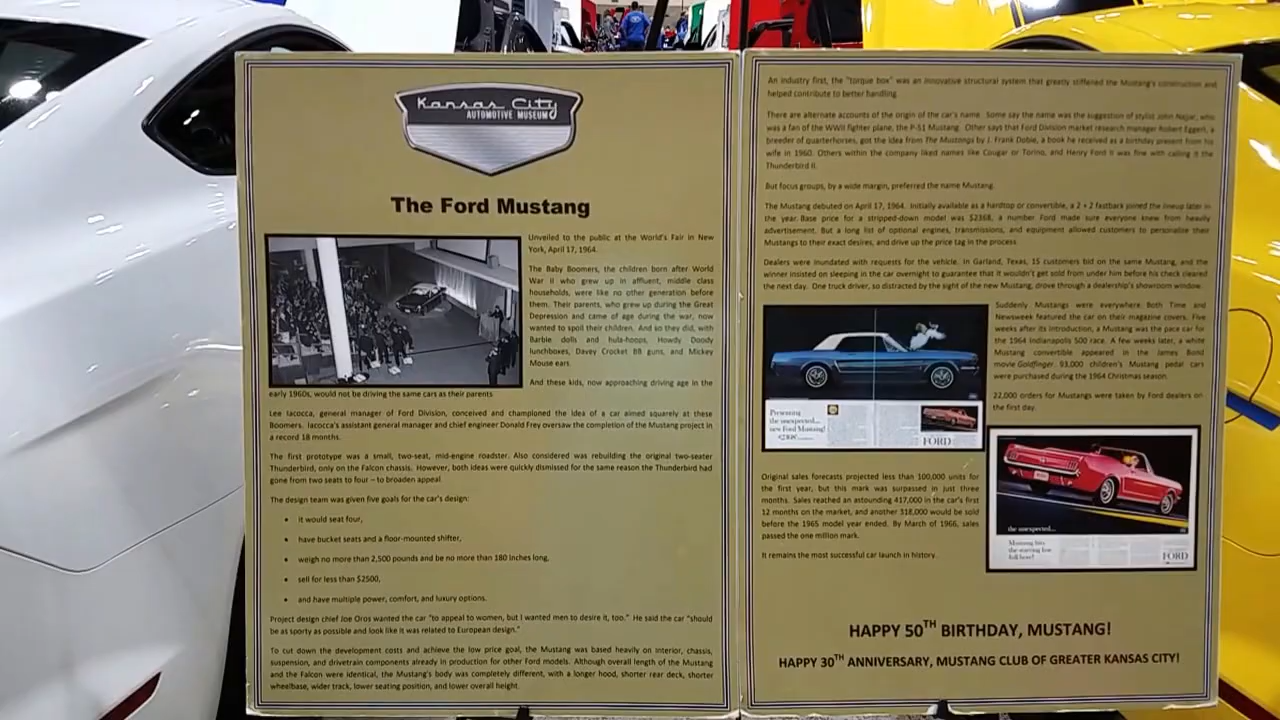 Kansas City
AUTOMOTIVE MUSEUM
The Ford Mustang
Unveiled to the public at the World's Fair in New
York, April 17, 1964.
The Baby Boomers, the children born after World
War II who grew up in affluent, middle class
households, were like no other generation before
them. Their parents, who grew up during the Great
Depression and came of age during the war, now
wanted to spoil their children. And so they did, with
Barbie dolls and hula-hoops, Howdy Doody
lunchboxes, Davey Crocket BB guns, and Mickey
Mouse ears.
And these kids, now approaching driving age in the
early 1960s, would not be driving the same cars as their parents.
Lee Iacocca, general manager of Ford Division, conceived and championed the idea of a car aimed squarely at these
Boomers. Iacocca's assistant general manager and chief engineer Donald Frey oversaw the completion of the Mustang project in
a record 18 months.
The first prototype was a small, two-seat, mid-engine roadster. Also considered was rebuilding the original two-seater
Thunderbird, only on the Falcon chassis. However, both ideas were quickly dismissed for the same reason the Thunderbird had
gone from two seats to four – to broaden appeal.
The design team was given five goals for the car's design:
• it would seat four,
• have bucket seats and a floor-mounted shifter,
• weigh no more than 2,500 pounds and be no more than 180 inches long,
• sell for less than $2500,
• and have multiple power, comfort, and luxury options.
Project design chief Joe Oros wanted the car "to appeal to women, but I wanted men to desire it, too." He said the car "should
be as sporty as possible and look like it was related to European design."
To cut down the development costs and achieve the low price goal, the Mustang was based heavily on interior, chassis,
suspension, and drivetrain components already in production for other Ford models. Although overall length of the Mustang
and the Falcon were identical, the Mustang's body was completely different, with a longer hood, shorter rear deck, shorter
wheelbase, wider track, lower seating position, and lower overall height.
An industry first, the "torque box" was an innovative structural system that greatly stiffened the Mustang's construction and
helped contribute to better handling.
There are alternate accounts of the origin of the car's name. Some say the name was the suggestion of stylist John Najjar, who
was a fan of the WWII fighter plane, the P-51 Mustang. Other says that Ford Division market research manager Robert Eggert, a
breeder of quarterhorses, got the idea from The Mustangs by J. Frank Dobie, a book he received as a birthday present from his
wife in 1960. Others within the company liked names like Cougar or Torino, and Henry Ford II was fine with calling it the
Thunderbird II.
But focus groups, by a wide margin, preferred the name Mustang.
The Mustang debuted on April 17, 1964. Initially available as a hardtop or convertible, a 2 + 2 fastback joined the lineup later in
the year. Base price for a stripped-down model was $2368, a number Ford made sure everyone knew from heavily
advertisement. But a long list of optional engines, transmissions, and equipment allowed customers to personalize their
Mustangs to their exact desires, and drive up the price tag in the process.
Dealers were inundated with requests for the vehicle. In Garland, Texas, 15 customers bid on the same Mustang, and the
winner insisted on sleeping in the car overnight to guarantee that it wouldn't get sold from under him before his check cleared
the next day. One truck driver, so distracted by the sight of the new Mustang, drove through a dealership's showroom window.
Suddenly Mustangs were everywhere. Both Time and
Newsweek featured the car on their magazine covers. Five
weeks after its introduction, a Mustang was the pace car for
the 1964 Indianapolis 500 race. A few weeks later, a white
Mustang convertible appeared in the James Bond
movie Goldfinger. 93,000 children's Mustang pedal cars
were purchased during the 1964 Christmas season.
22,000 orders for Mustangs were taken by Ford dealers on
the first day.
Presenting
the unexpected...
new Ford Mustang!
$2368
FORD
Original sales forecasts projected less than 100,000 units for
the first year, but this mark was surpassed in just three
months. Sales reached an astounding 417,000 in the car's first
12 months on the market, and another 318,000 would be sold
before the 1965 model year ended. By March of 1966, sales
passed the one million mark.
It remains the most successful car launch in history.
the unexpected...
Mustang hits
the starting line
full bore!
FORD
HAPPY 50TH BIRTHDAY, MUSTANG!
HAPPY 30TH ANNIVERSARY, MUSTANG CLUB OF GREATER KANSAS CITY!